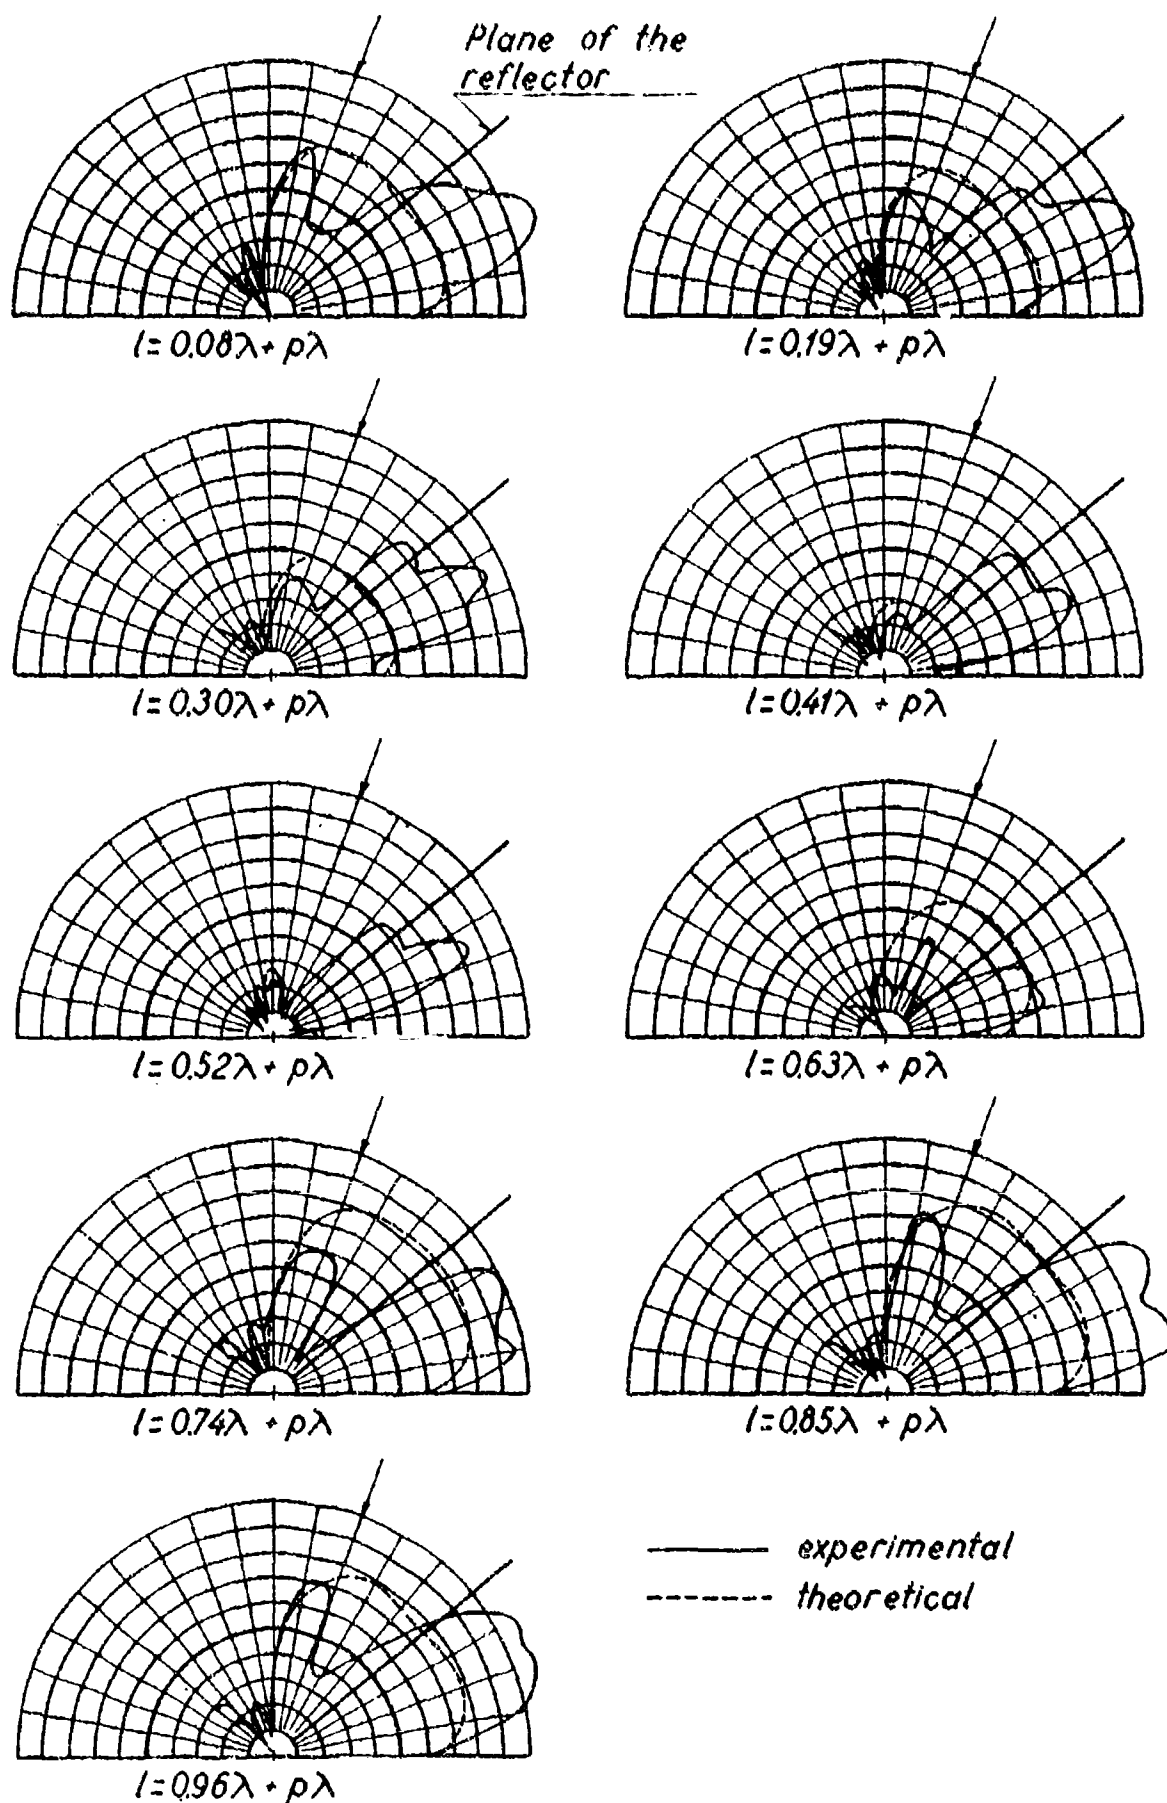 Plane of the
reflector
l=0.08λ + pλ
l=0.19λ + pλ
l=0.30λ + pλ
l=0.41λ + pλ
l=0.52λ + pλ
l=0.63λ + pλ
l=0.74λ + pλ
l=0.85λ + pλ
experimental
theoretical
l=0.96λ + pλ